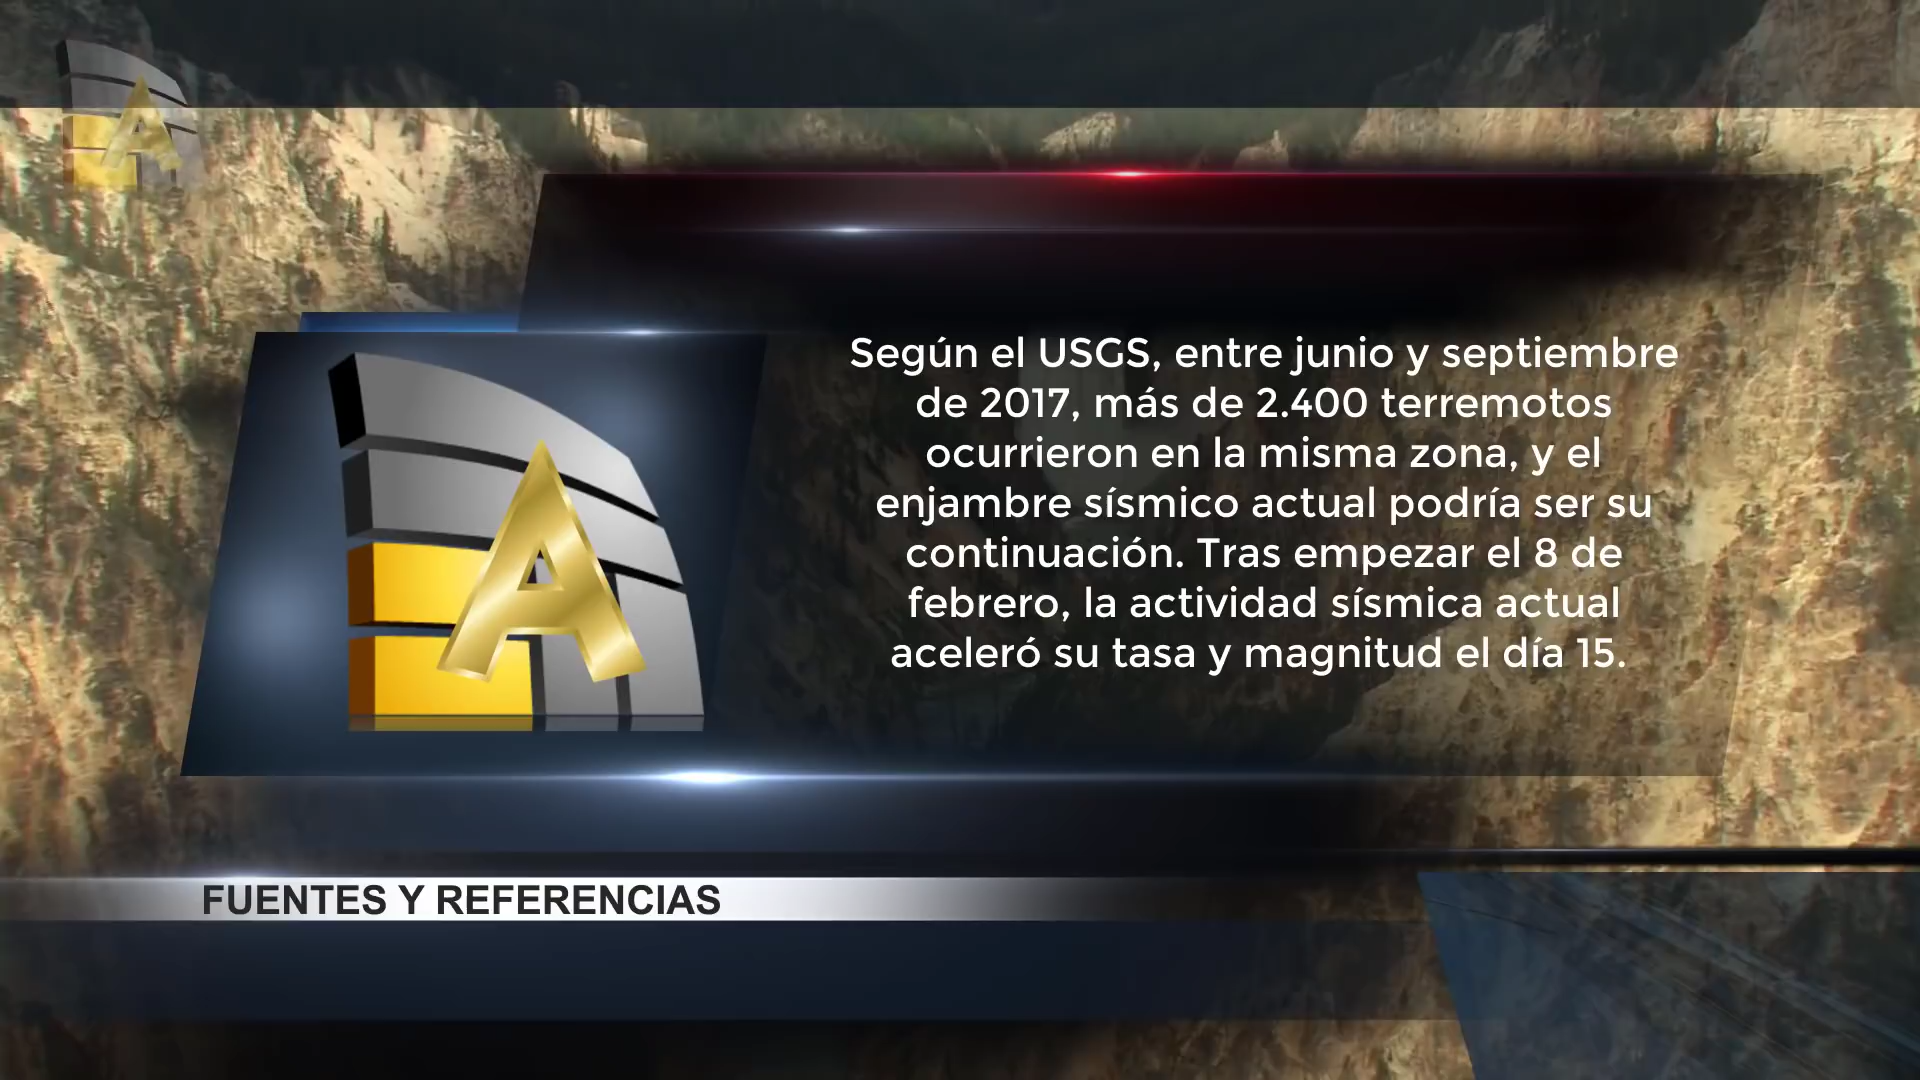 Según el USGS, entre junio y septiembre
de 2017, más de 2.400 terremotos
ocurrieron en la misma zona, y el
enjambre sísmico actual podría ser su
continuación. Tras empezar el 8 de
febrero, la actividad sísmica actual
aceleró su tasa y magnitud el día 15.
A
FUENTES Y REFERENCIAS